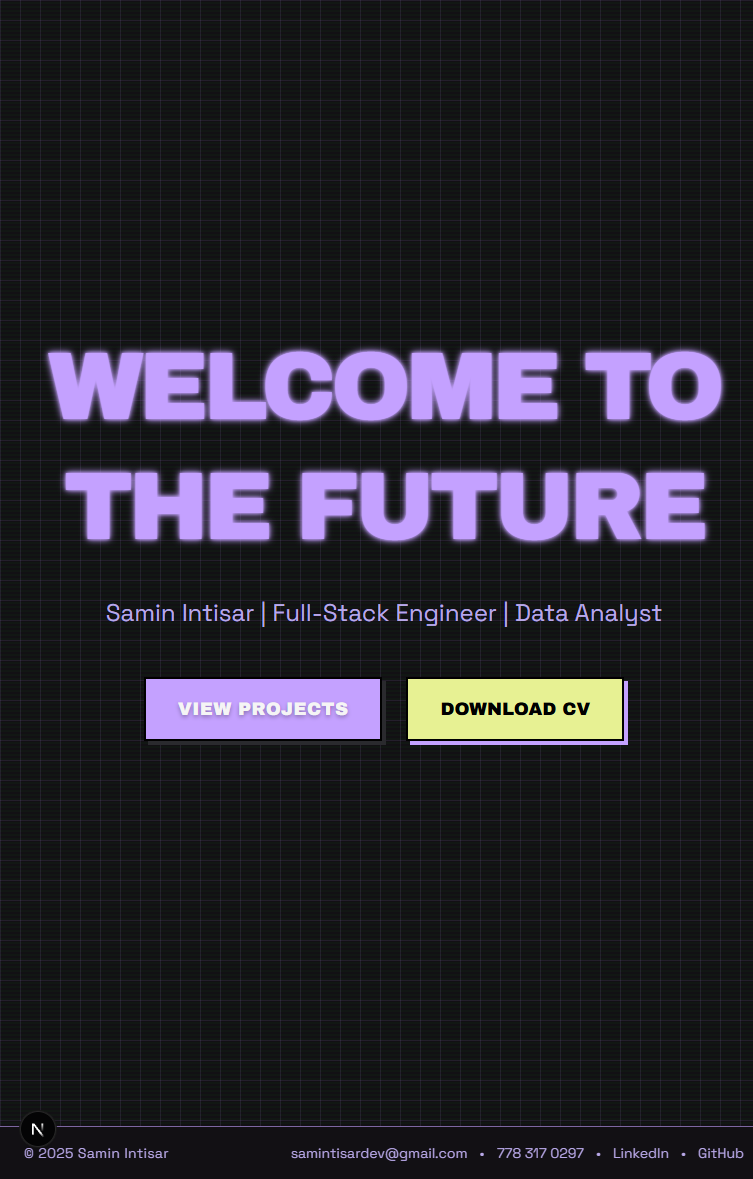 WELCOME TO
THE FUTURE
Samin Intisar | Full-Stack Engineer | Data Analyst
VIEW PROJECTS
DOWNLOAD CV
N
© 2025 Samin Intisar
samintisardev@gmail.com • 778 317 0297 • LinkedIn • GitHub